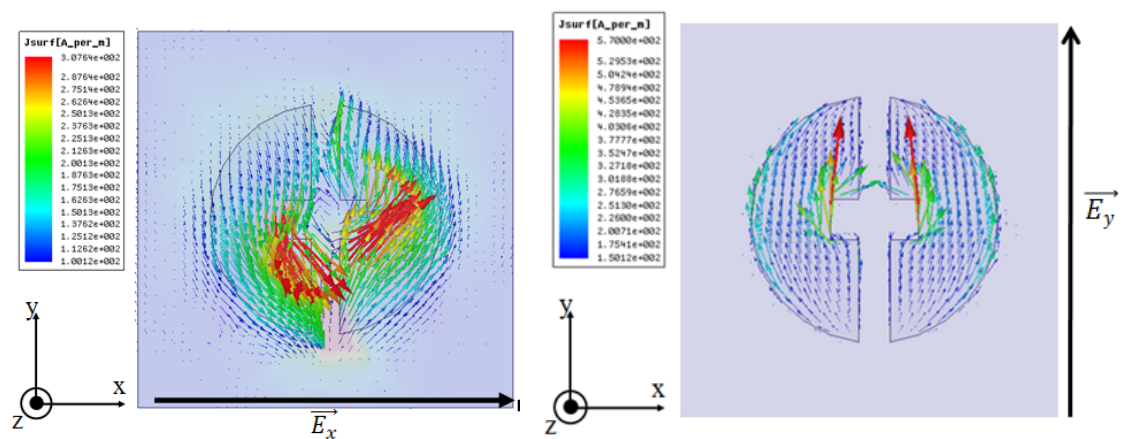 Jsurf[A_per_m]
3.0764e+002
2.8764e+002
2.7514e+002
2.6264e+002
2.5013e+002
2.3763e+002
2.2513e+002
2.1263e+002
2.0013e+002
1.8763e+002
1.7513e+002
1.6263e+002
1.5013e+002
1.3762e+002
1.2512e+002
1.1262e+002
1.0012e+002
y
x
z
E_x
Jsurf[A_per_m]
5.7000e+002
5.2953e+002
5.0424e+002
4.7894e+002
4.5365e+002
4.2835e+002
4.0306e+002
3.7777e+002
3.5247e+002
3.2718e+002
3.0188e+002
2.7659e+002
2.5130e+002
2.2600e+002
2.0071e+002
1.7541e+002
1.5012e+002
y
x
z
E_y